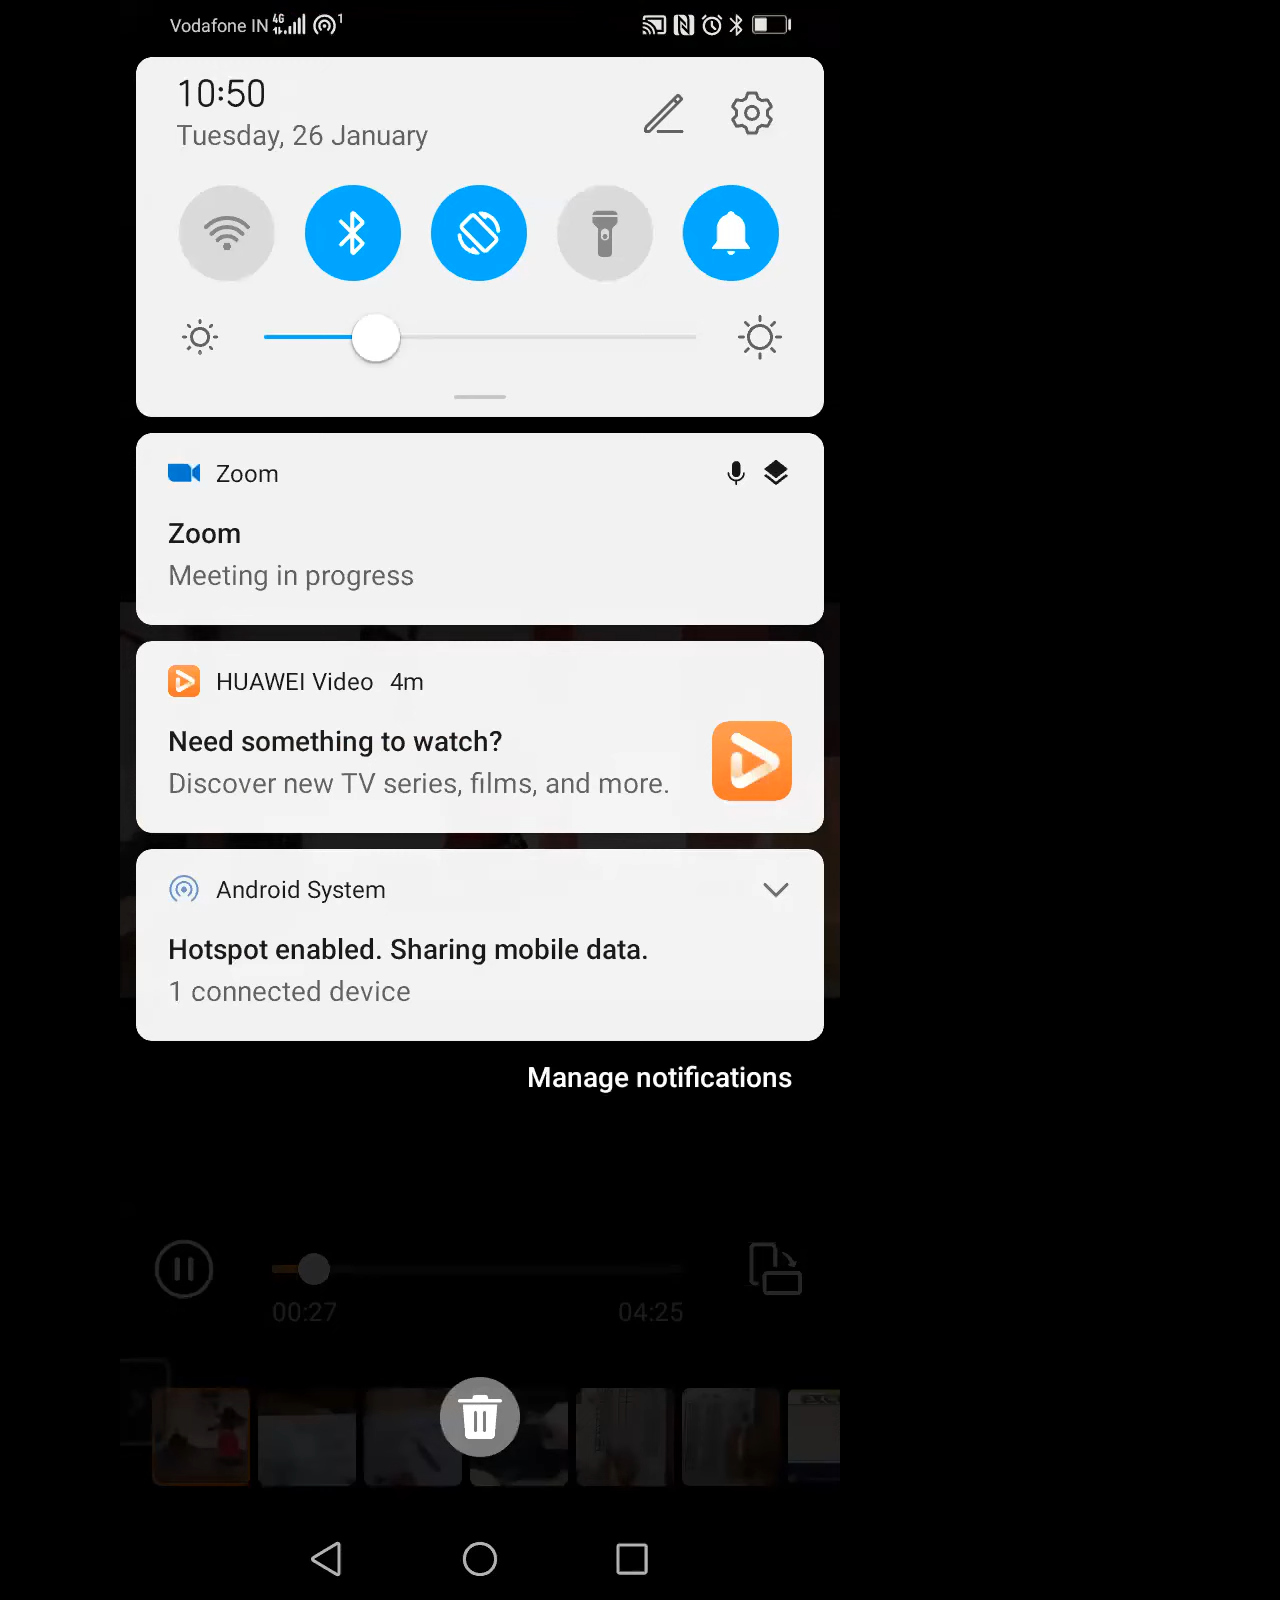 Vodafone IN 4G 1
10:50
Tuesday, 26 January
Zoom
Zoom
Meeting in progress
HUAWEI Video 4m
Need something to watch?
Discover new TV series, films, and more.
Android System
Hotspot enabled. Sharing mobile data.
1 connected device
Manage notifications
00:27
04:25